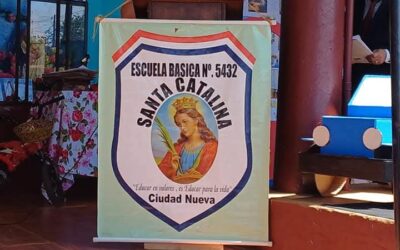 ESCUELA BASICA Nº. 5432
SANTA CATALINA
"Educar en valores , es Educar para la vida"
Ciudad Nueva